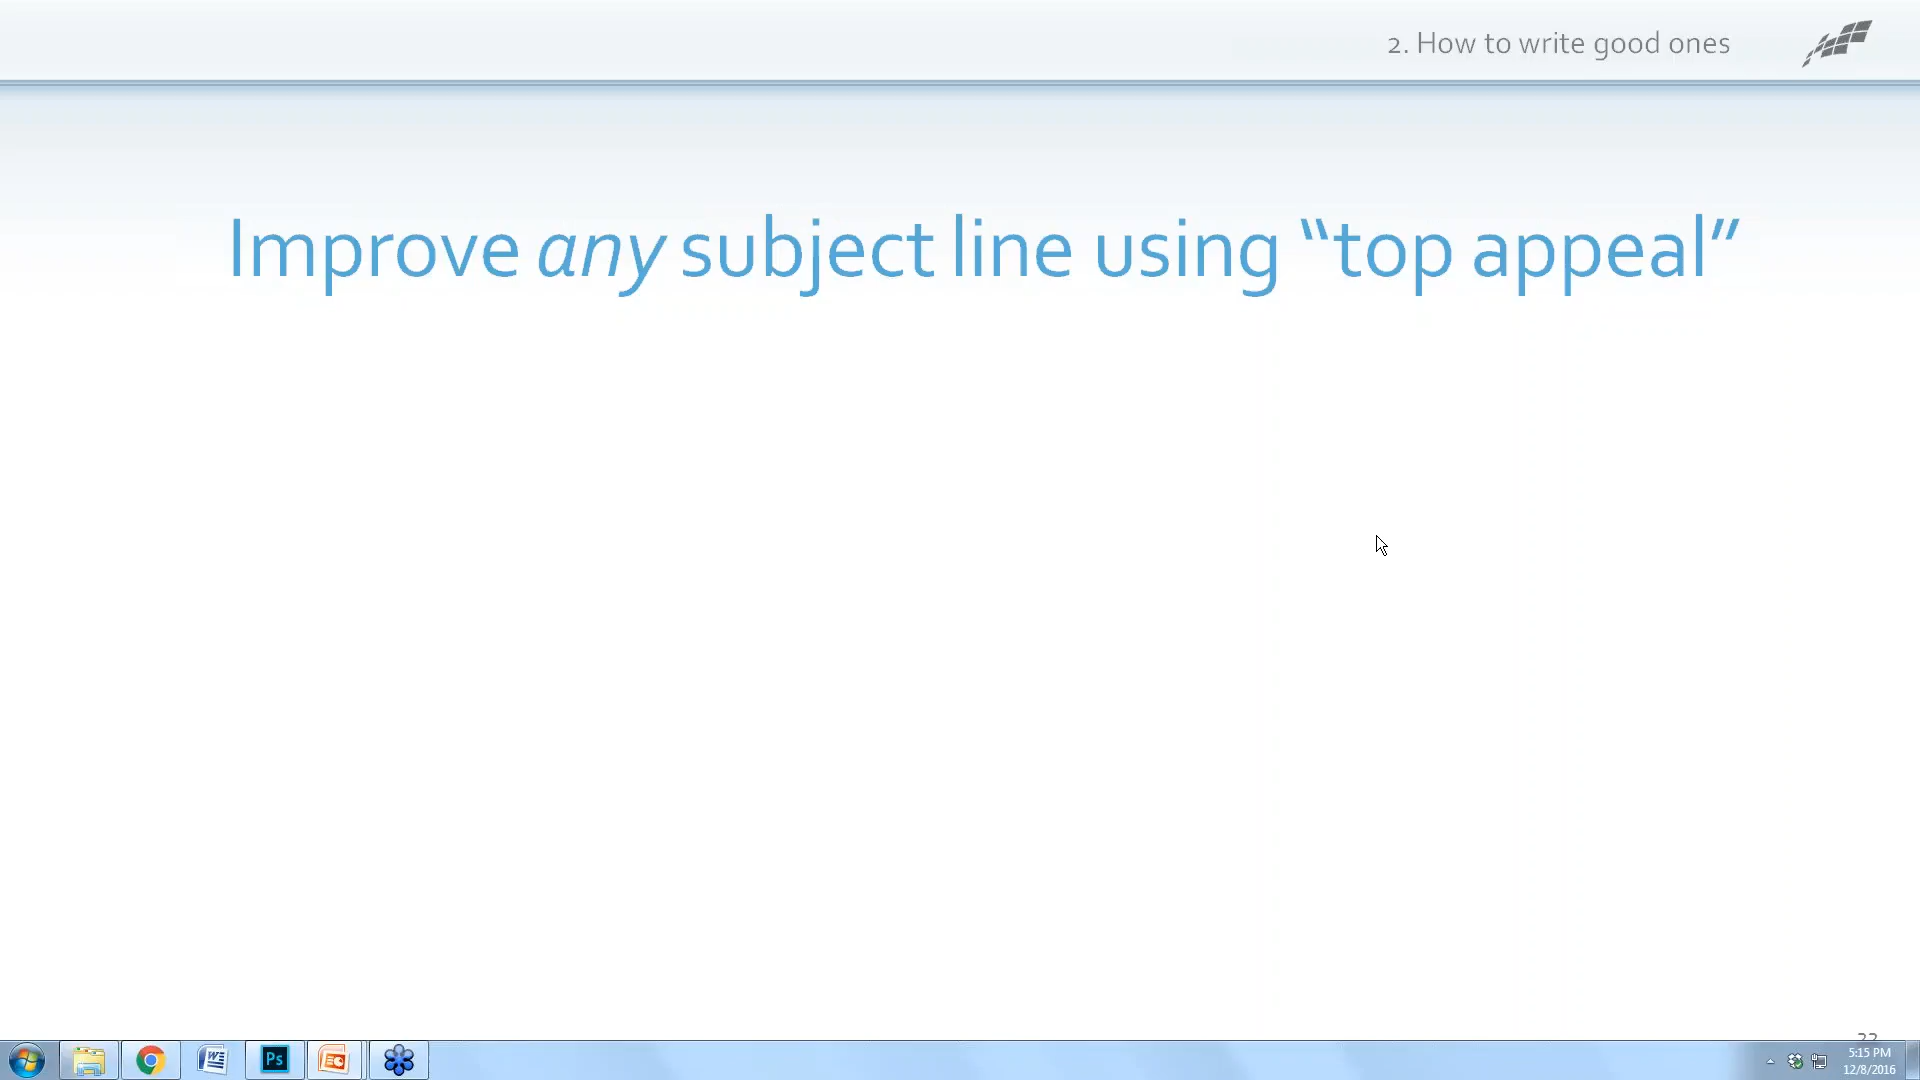 2. How to write good ones
Improve any subject line using “top appeal”
Ps
5:15 PM
12/8/2016